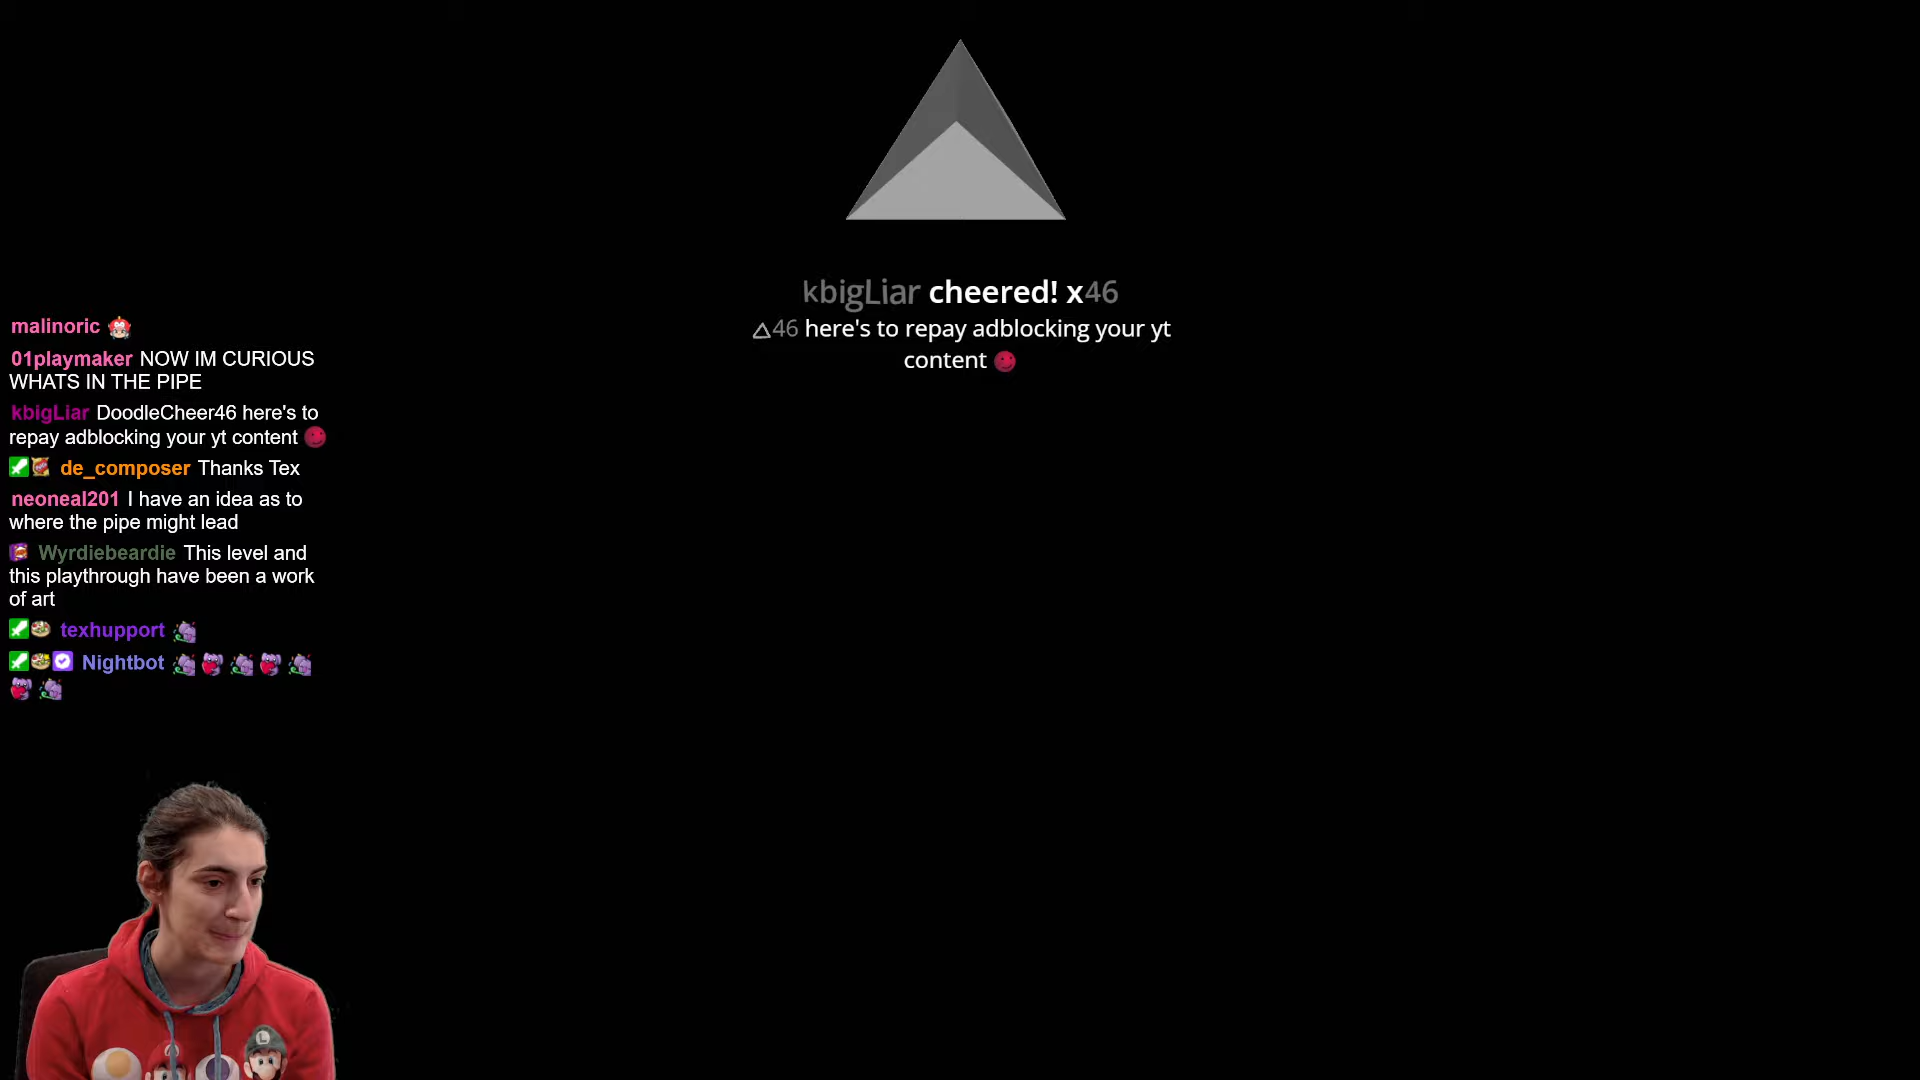 kbigLiar cheered! x46
46 here's to repay adblocking your yt
content
malinoric
01playmaker NOW IM CURIOUS
WHATS IN THE PIPE
kbigLiar DoodleCheer46 here's to
repay adblocking your yt content
de_composer Thanks Tex
neoneal201 I have an idea as to
where the pipe might lead
Wyrdiebeardie This level and
this playthrough have been a work
of art
texhupport
Nightbot
L